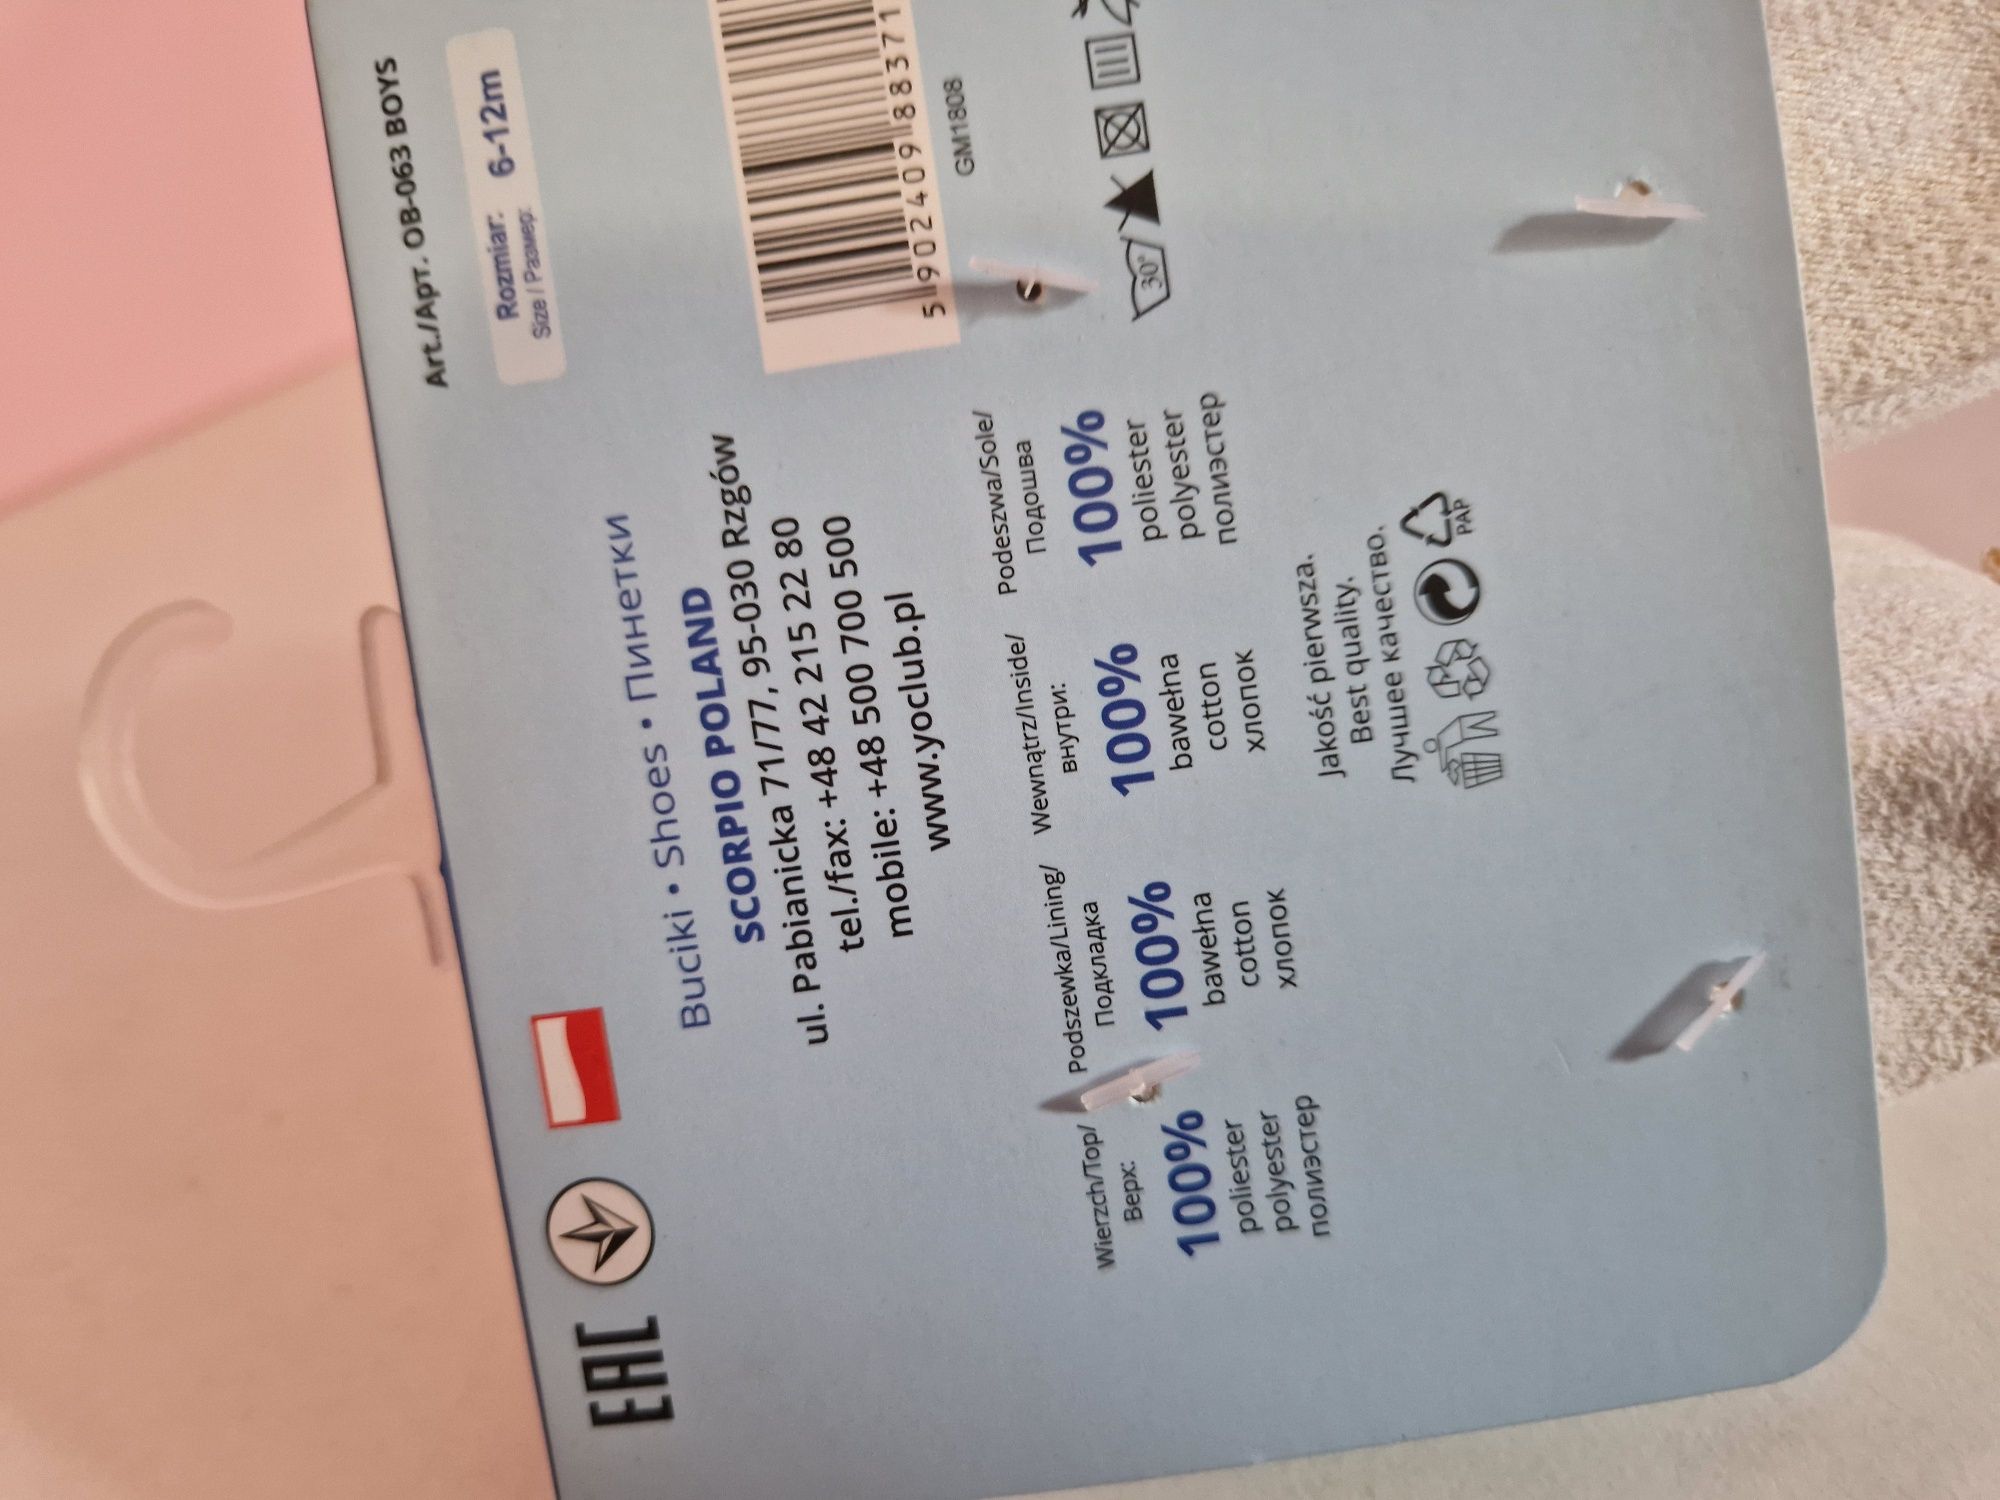 EAC
Art./Арт. OB-063 BOYS
Rozmiar: 6-12m
Size / Размер:
Buciki • Shoes • Пинетки
SCORPIO POLAND
ul. Pabianicka 71/77, 95-030 Rzgów
tel./fax: +48 42 215 22 80
mobile: +48 500 700 500
www.yoclub.pl
5 902409 88371
GM1808
Wierzch/Top/
Верх:
100%
poliester
polyester
полиэстер
Podszewka/Lining/
Подкладка
100%
bawełna
cotton
хлопок
Wewnątrz/Inside/
внутри:
100%
bawełna
cotton
хлопок
Podeszwa/Sole/
Подошва
100%
poliester
polyester
полиэстер
30°
Jakość pierwsza.
Best quality.
Лучшее качество.
PAP